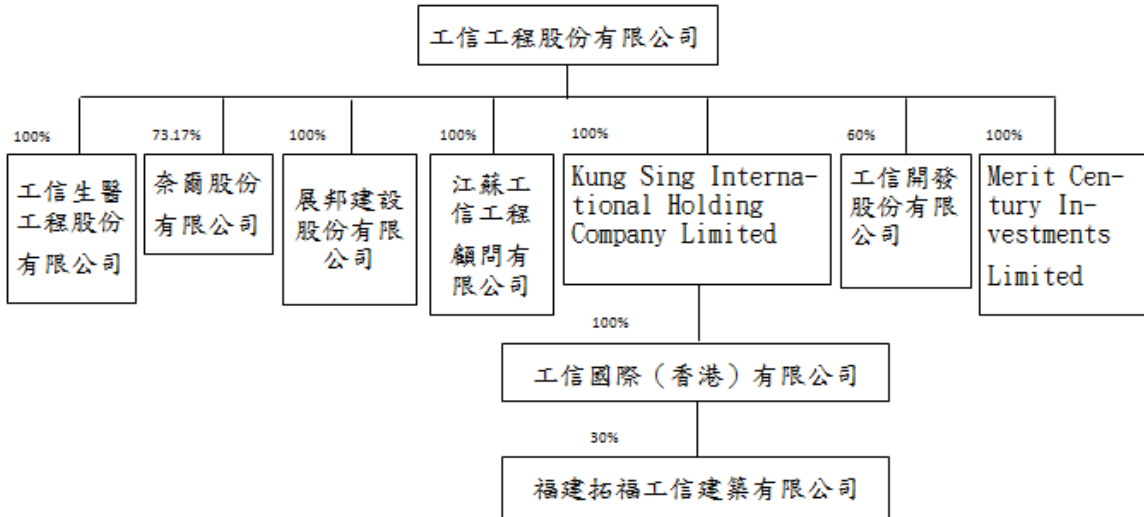 工信工程股份有限公司
100%
73.17%
100%
100%
100%
60%
100%
工信生醫
工程股份
有限公司
奈爾股份
有限公司
展邦建設
股份有限
公司
江蘇工
信工程
顧問有
限公司
Kung Sing Interna-
tional Holding
Company Limited
工信開發
股份有限
公司
Merit Cen-
tury In-
vestments
Limited
100%
工信國際（香港）有限公司
30%
福建拓福工信建築有限公司